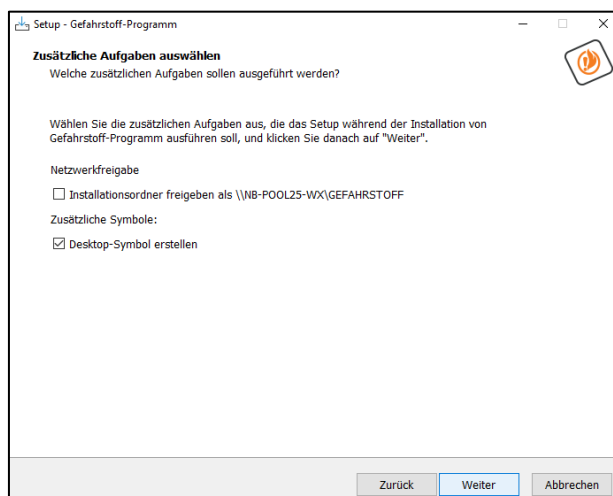 Setup - Gefahrstoff-Programm
Zusätzliche Aufgaben auswählen
Welche zusätzlichen Aufgaben sollen ausgeführt werden?
Wählen Sie die zusätzlichen Aufgaben aus, die das Setup während der Installation von
Gefahrstoff-Programm ausführen soll, und klicken Sie danach auf "Weiter".
Netzwerkfreigabe
Installationsordner freigeben als \\NB-POOL25-WX\GEFAHRSTOFF
Zusätzliche Symbole:
Desktop-Symbol erstellen
Zurück Weiter Abbrechen